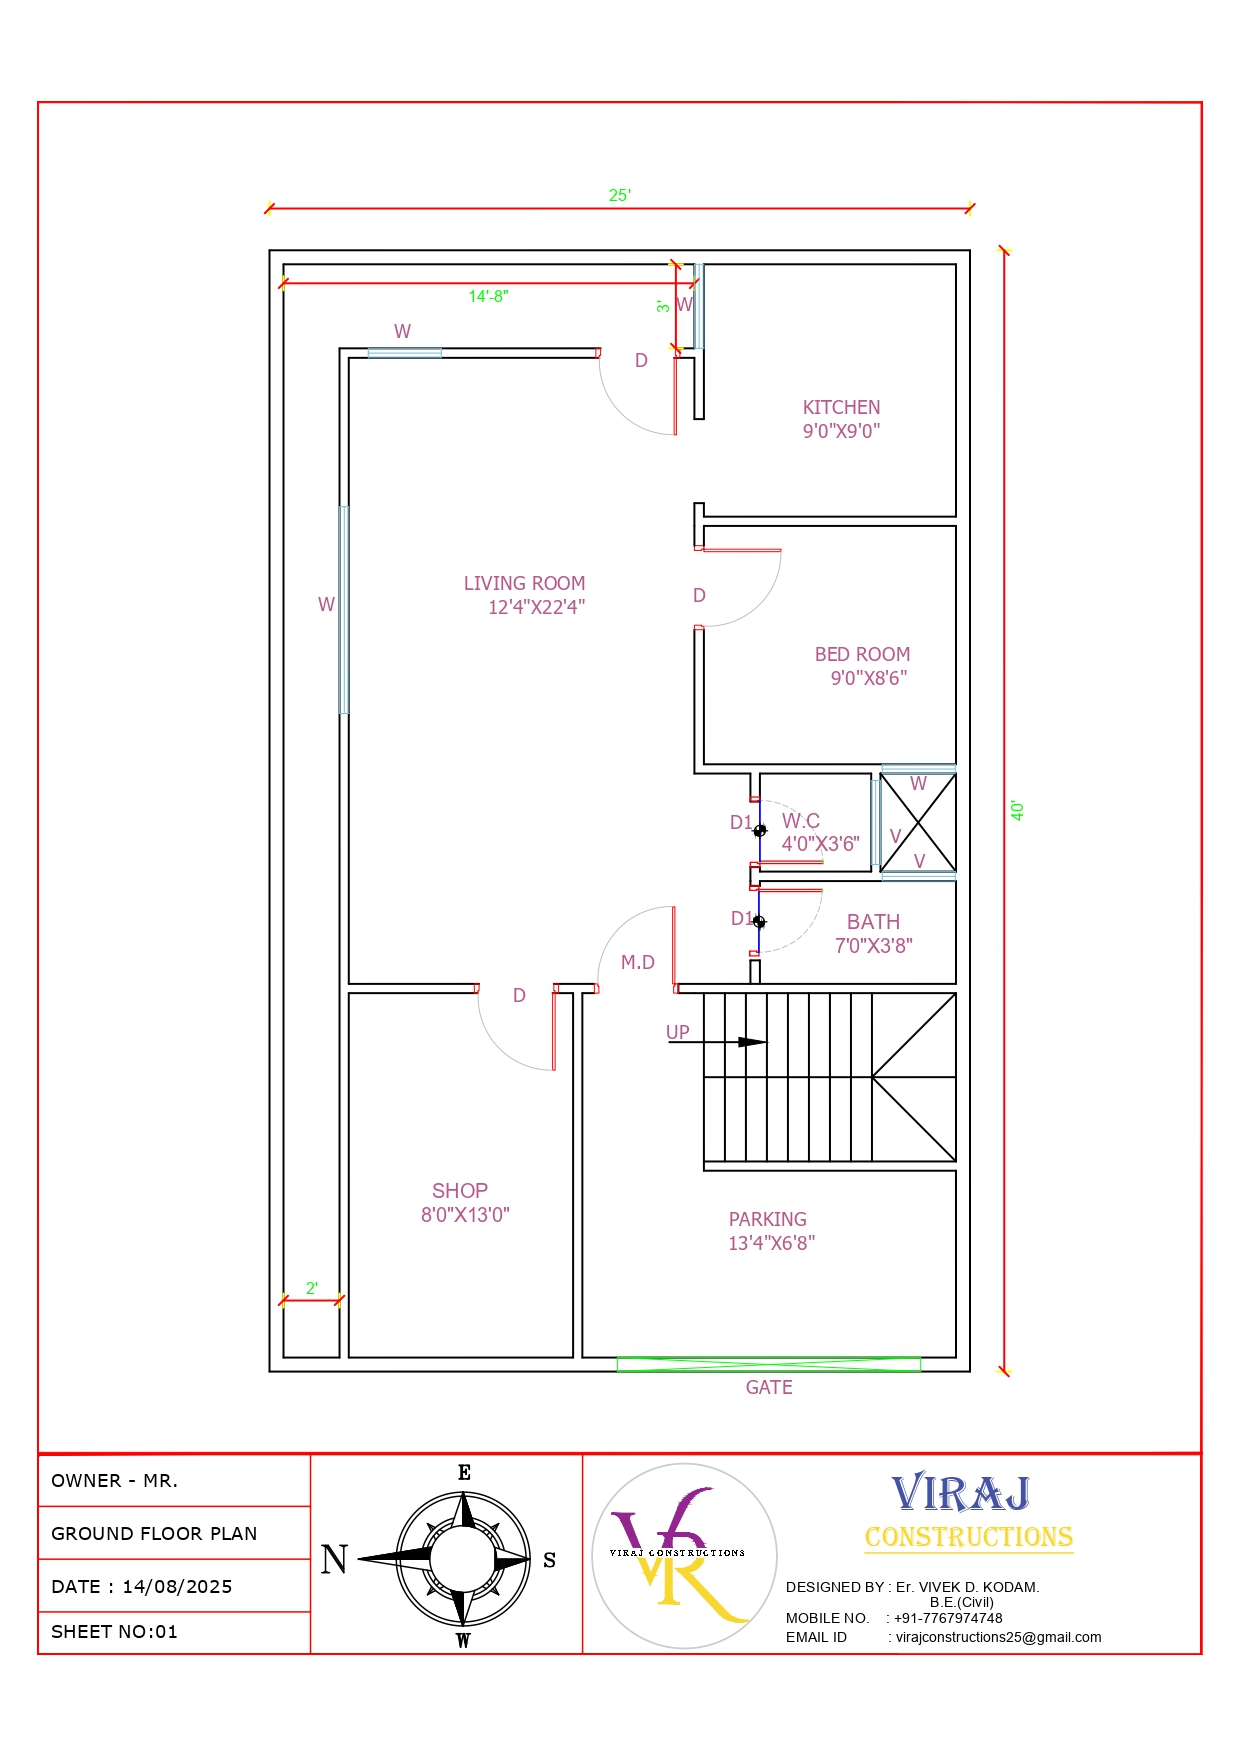 25'
14'-8"
3'
W
W
D
KITCHEN
9'0"X9'0"
LIVING ROOM
12'4"X22'4"
W
D
BED ROOM
9'0"X8'6"
W
40'
D1
W.C
4'0"X3'6"
V
V
D1
BATH
7'0"X3'8"
M.D
D
UP
SHOP
8'0"X13'0"
PARKING
13'4"X6'8"
2'
GATE
OWNER - MR.
GROUND FLOOR PLAN
DATE : 14/08/2025
SHEET NO:01
E
N
S
W
VR
VIRAJ CONSTRUCTIONS
VR
VIRAJ
CONSTRUCTIONS
DESIGNED BY : Er. VIVEK D. KODAM.
B.E.(Civil)
MOBILE NO. : +91-7767974748
EMAIL ID : virajconstructions25@gmail.com